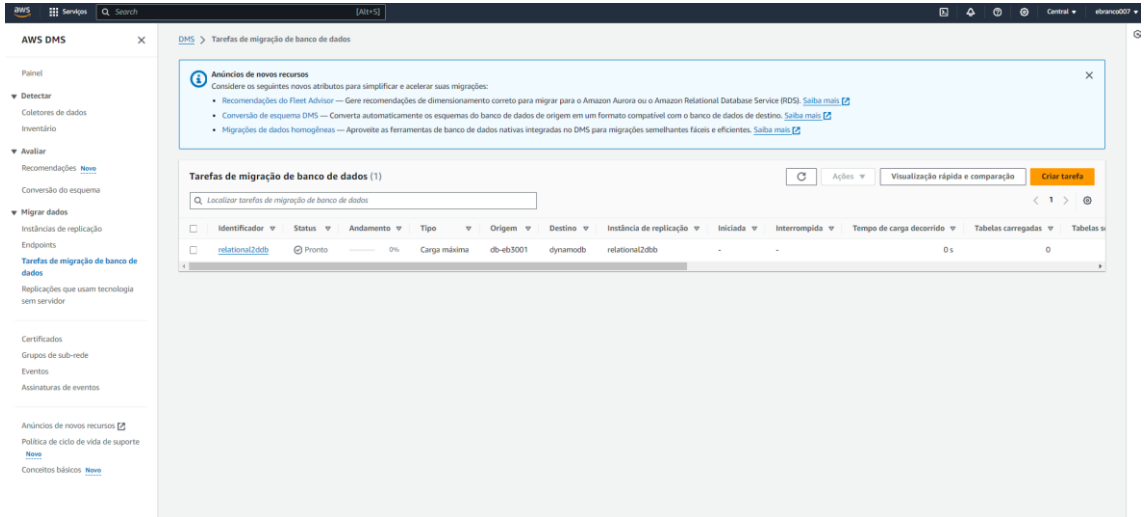 aws Serviços Search [Alt+S] Central ebranco007
AWS DMS
Painel
Detectar
Coletores de dados
Inventário
Avaliar
Recomendações Novo
Conversão do esquema
Migrar dados
Instâncias de replicação
Endpoints
Tarefas de migração de banco de
dados
Replicações que usam tecnologia
sem servidor
Certificados
Grupos de sub-rede
Eventos
Assinaturas de eventos
Anúncios de novos recursos
Política de ciclo de vida de suporte
Novo
Conceitos básicos Novo
DMS > Tarefas de migração de banco de dados
Anúncios de novos recursos
Considere os seguintes novos atributos para simplificar e acelerar suas migrações:
• Recomendações do Fleet Advisor — Gere recomendações de dimensionamento correto para migrar para o Amazon Aurora ou o Amazon Relational Database Service (RDS). Saiba mais
• Conversão de esquema DMS — Converta automaticamente os esquemas do banco de dados de origem em um formato compatível com o banco de dados de destino. Saiba mais
• Migrações de dados homogêneas — Aproveite as ferramentas de banco de dados nativas integradas no DMS para migrações semelhantes fáceis e eficientes. Saiba mais
Tarefas de migração de banco de dados (1) Ações Visualização rápida e comparação Criar tarefa
Localizar tarefas de migração de banco de dados < 1 >
Identificador Status Andamento Tipo Origem Destino Instância de replicação Iniciada Interrompida Tempo de carga decorrido Tabelas carregadas Tabelas
relational2ddb Pronto 0% Carga máxima db-eb3001 dynamodb relational2dbb - - 0 s 0